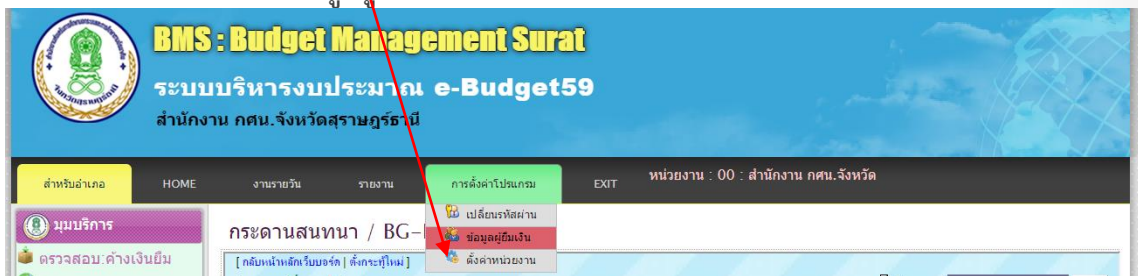 BMS : Budget Management Surat
ระบบบริหารงบประมาณ e-Budget59
สำนักงาน กศน.จังหวัดสุราษฎร์ธานี
สำหรับอำเภอ HOME งานรายวัน รายงาน การตั้งค่าโปรแกรม EXIT หน่วยงาน : 00 : สำนักงาน กศน.จังหวัด
เปลี่ยนรหัสผ่าน
มุมบริการ
กระดานสนทนา / BG-
ข้อมูลผู้ยืมเงิน
ตรวจสอบ:ค้างเงินยืม
[ กลับหน้าหลักเว็บบอร์ด | ตั้งกระทู้ใหม่ ]
ตั้งค่าหน่วยงาน